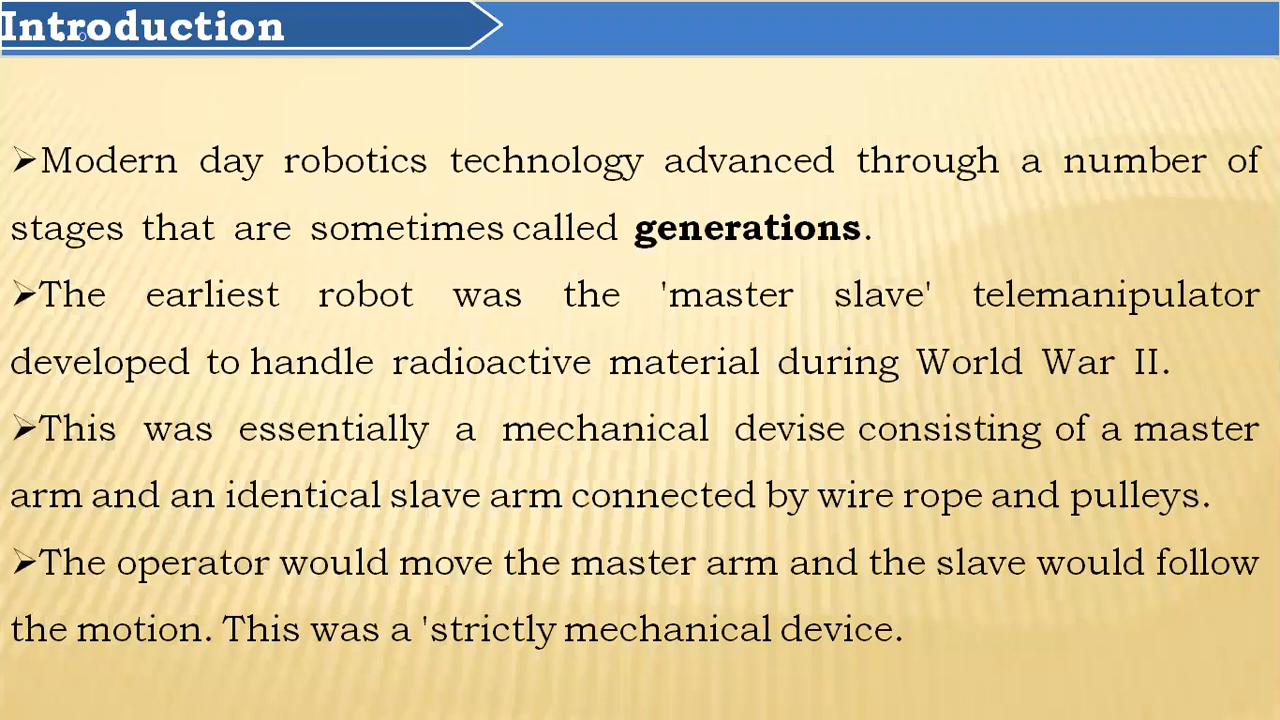 Introduction
➢Modern day robotics technology advanced through a number of
stages that are sometimes called generations.
➢The earliest robot was the 'master slave' telemanipulator
developed to handle radioactive material during World War II.
➢This was essentially a mechanical devise consisting of a master
arm and an identical slave arm connected by wire rope and pulleys.
➢The operator would move the master arm and the slave would follow
the motion. This was a 'strictly mechanical device.